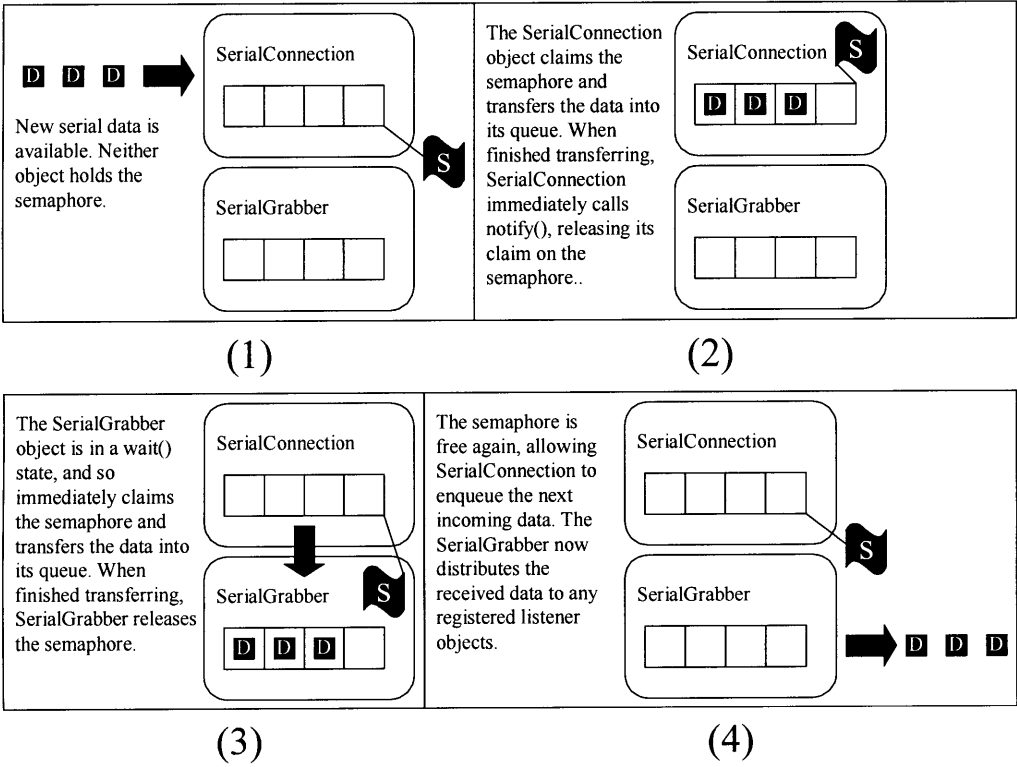 D D D
New serial data is
available. Neither
object holds the
semaphore.
SerialConnection
S
SerialGrabber
(1)
The SerialConnection
object claims the
semaphore and
transfers the data into
its queue. When
finished transferring,
SerialConnection
immediately calls
notify(), releasing its
claim on the
semaphore..
SerialConnection
S
D D D
SerialGrabber
(2)
The SerialGrabber
object is in a wait()
state, and so
immediately claims
the semaphore and
transfers the data into
its queue. When
finished transferring,
SerialGrabber releases
the semaphore.
SerialConnection
S
SerialGrabber
D D D
(3)
The semaphore is
free again, allowing
SerialConnection to
enqueue the next
incoming data. The
SerialGrabber now
distributes the
received data to any
registered listener
objects.
SerialConnection
S
SerialGrabber
D D D
(4)